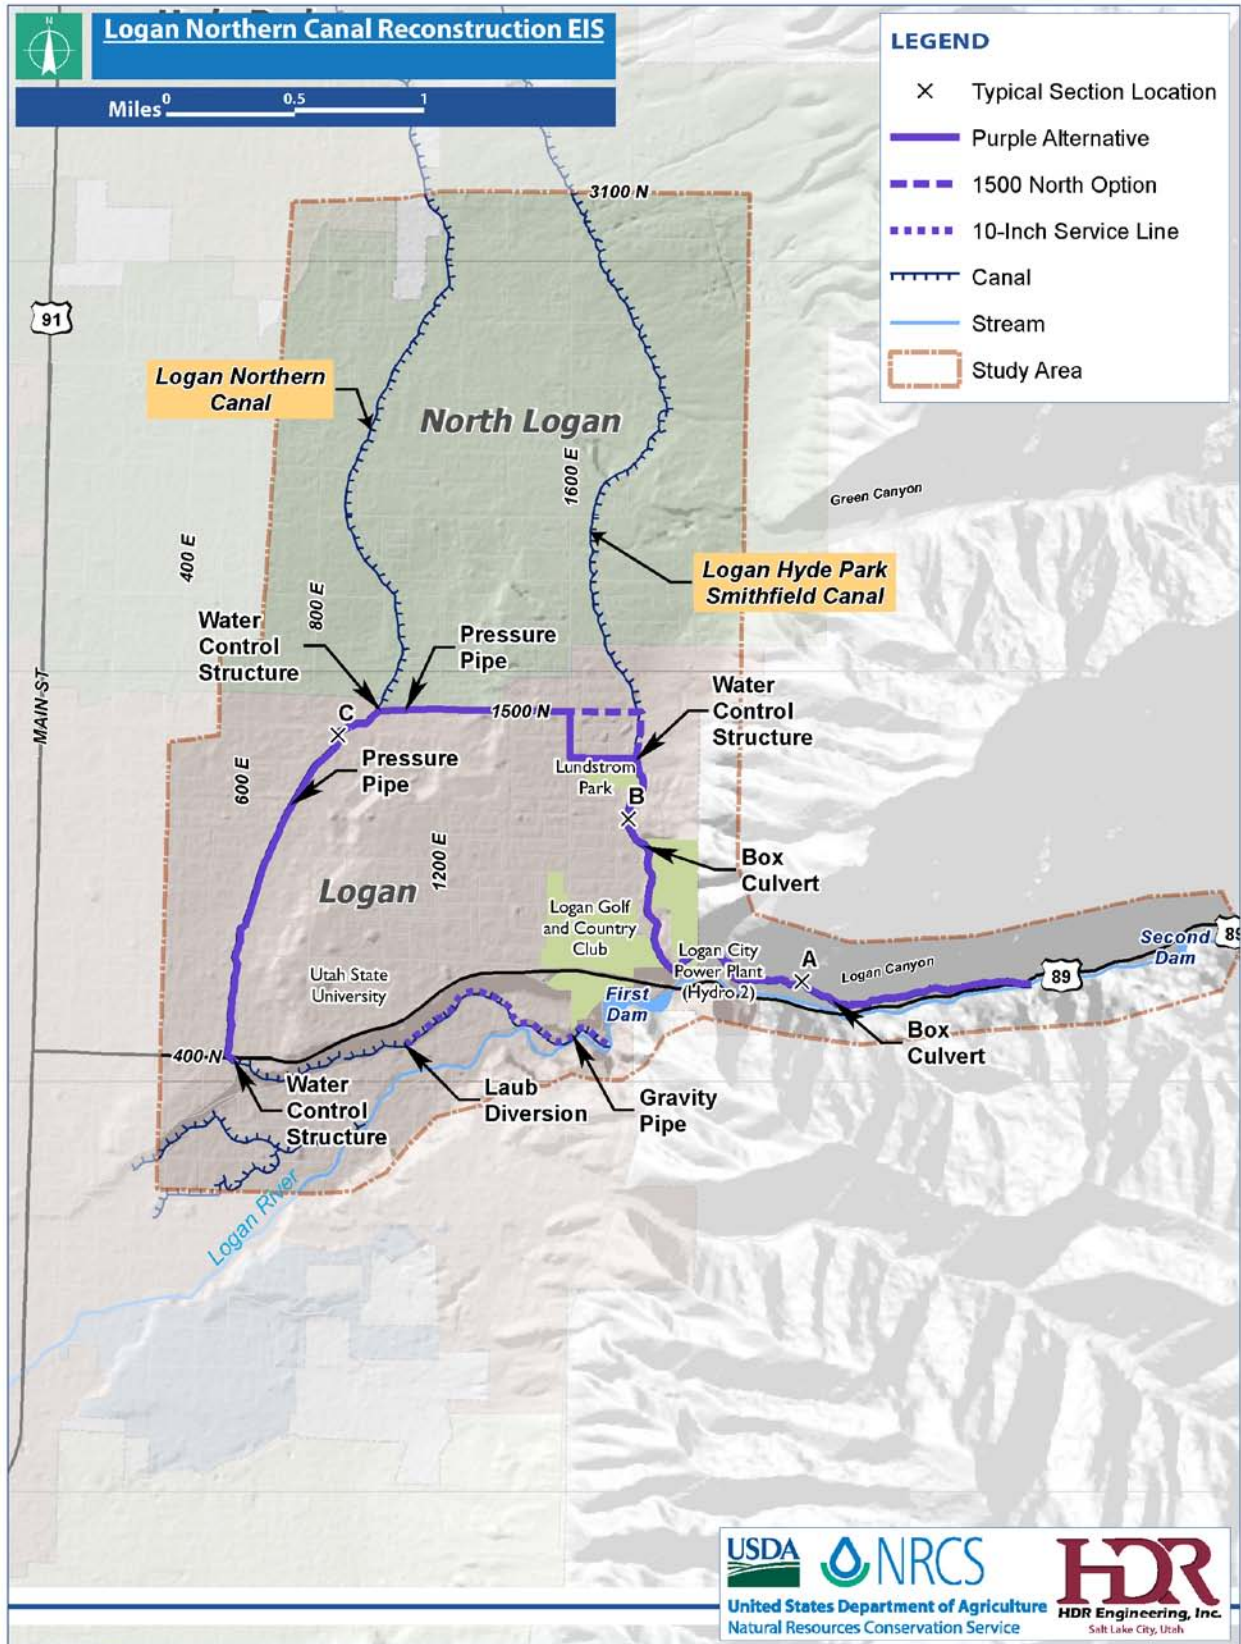 Logan Northern Canal Reconstruction EIS
N
Miles 0 0.5 1
LEGEND
Typical Section Location
Purple Alternative
1500 North Option
10-Inch Service Line
Canal
Stream
Study Area
3100 N
91
Logan Northern
Canal
North Logan
1600 E
Green Canyon
400 E
Logan Hyde Park
Smithfield Canal
800 E
Water
Control
Structure
Pressure
Pipe
MAIN ST
Water
Control
Structure
C
1500 N
Pressure
Pipe
Lundstrom
Park
600 E
B
1200 E
Box
Culvert
Logan
Logan Golf
and Country
Club
Utah State
University
Logan City
Power Plant
(Hydro 2)
A
Logan Canyon
Second
Dam
89
89
First
Dam
Box
Culvert
400 N
Water
Control
Structure
Laub
Diversion
Gravity
Pipe
Logan River
USDA
NRCS
United States Department of Agriculture
Natural Resources Conservation Service
HDR
HDR Engineering, Inc.
Salt Lake City, Utah